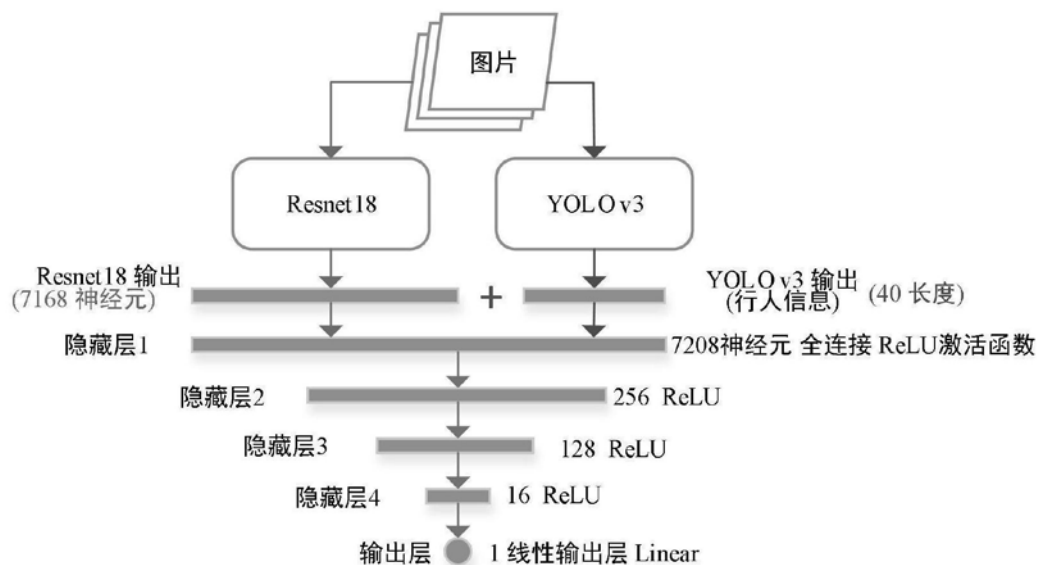 图片
Resnet18
YOLO v3
Resnet18 输出
(7168 神经元)
+
YOLO v3 输出
(行人信息)
(40 长度)
隐藏层1
7208神经元 全连接 ReLU激活函数
隐藏层2
256 ReLU
隐藏层3
128 ReLU
隐藏层4
16 ReLU
输出层
1 线性输出层 Linear